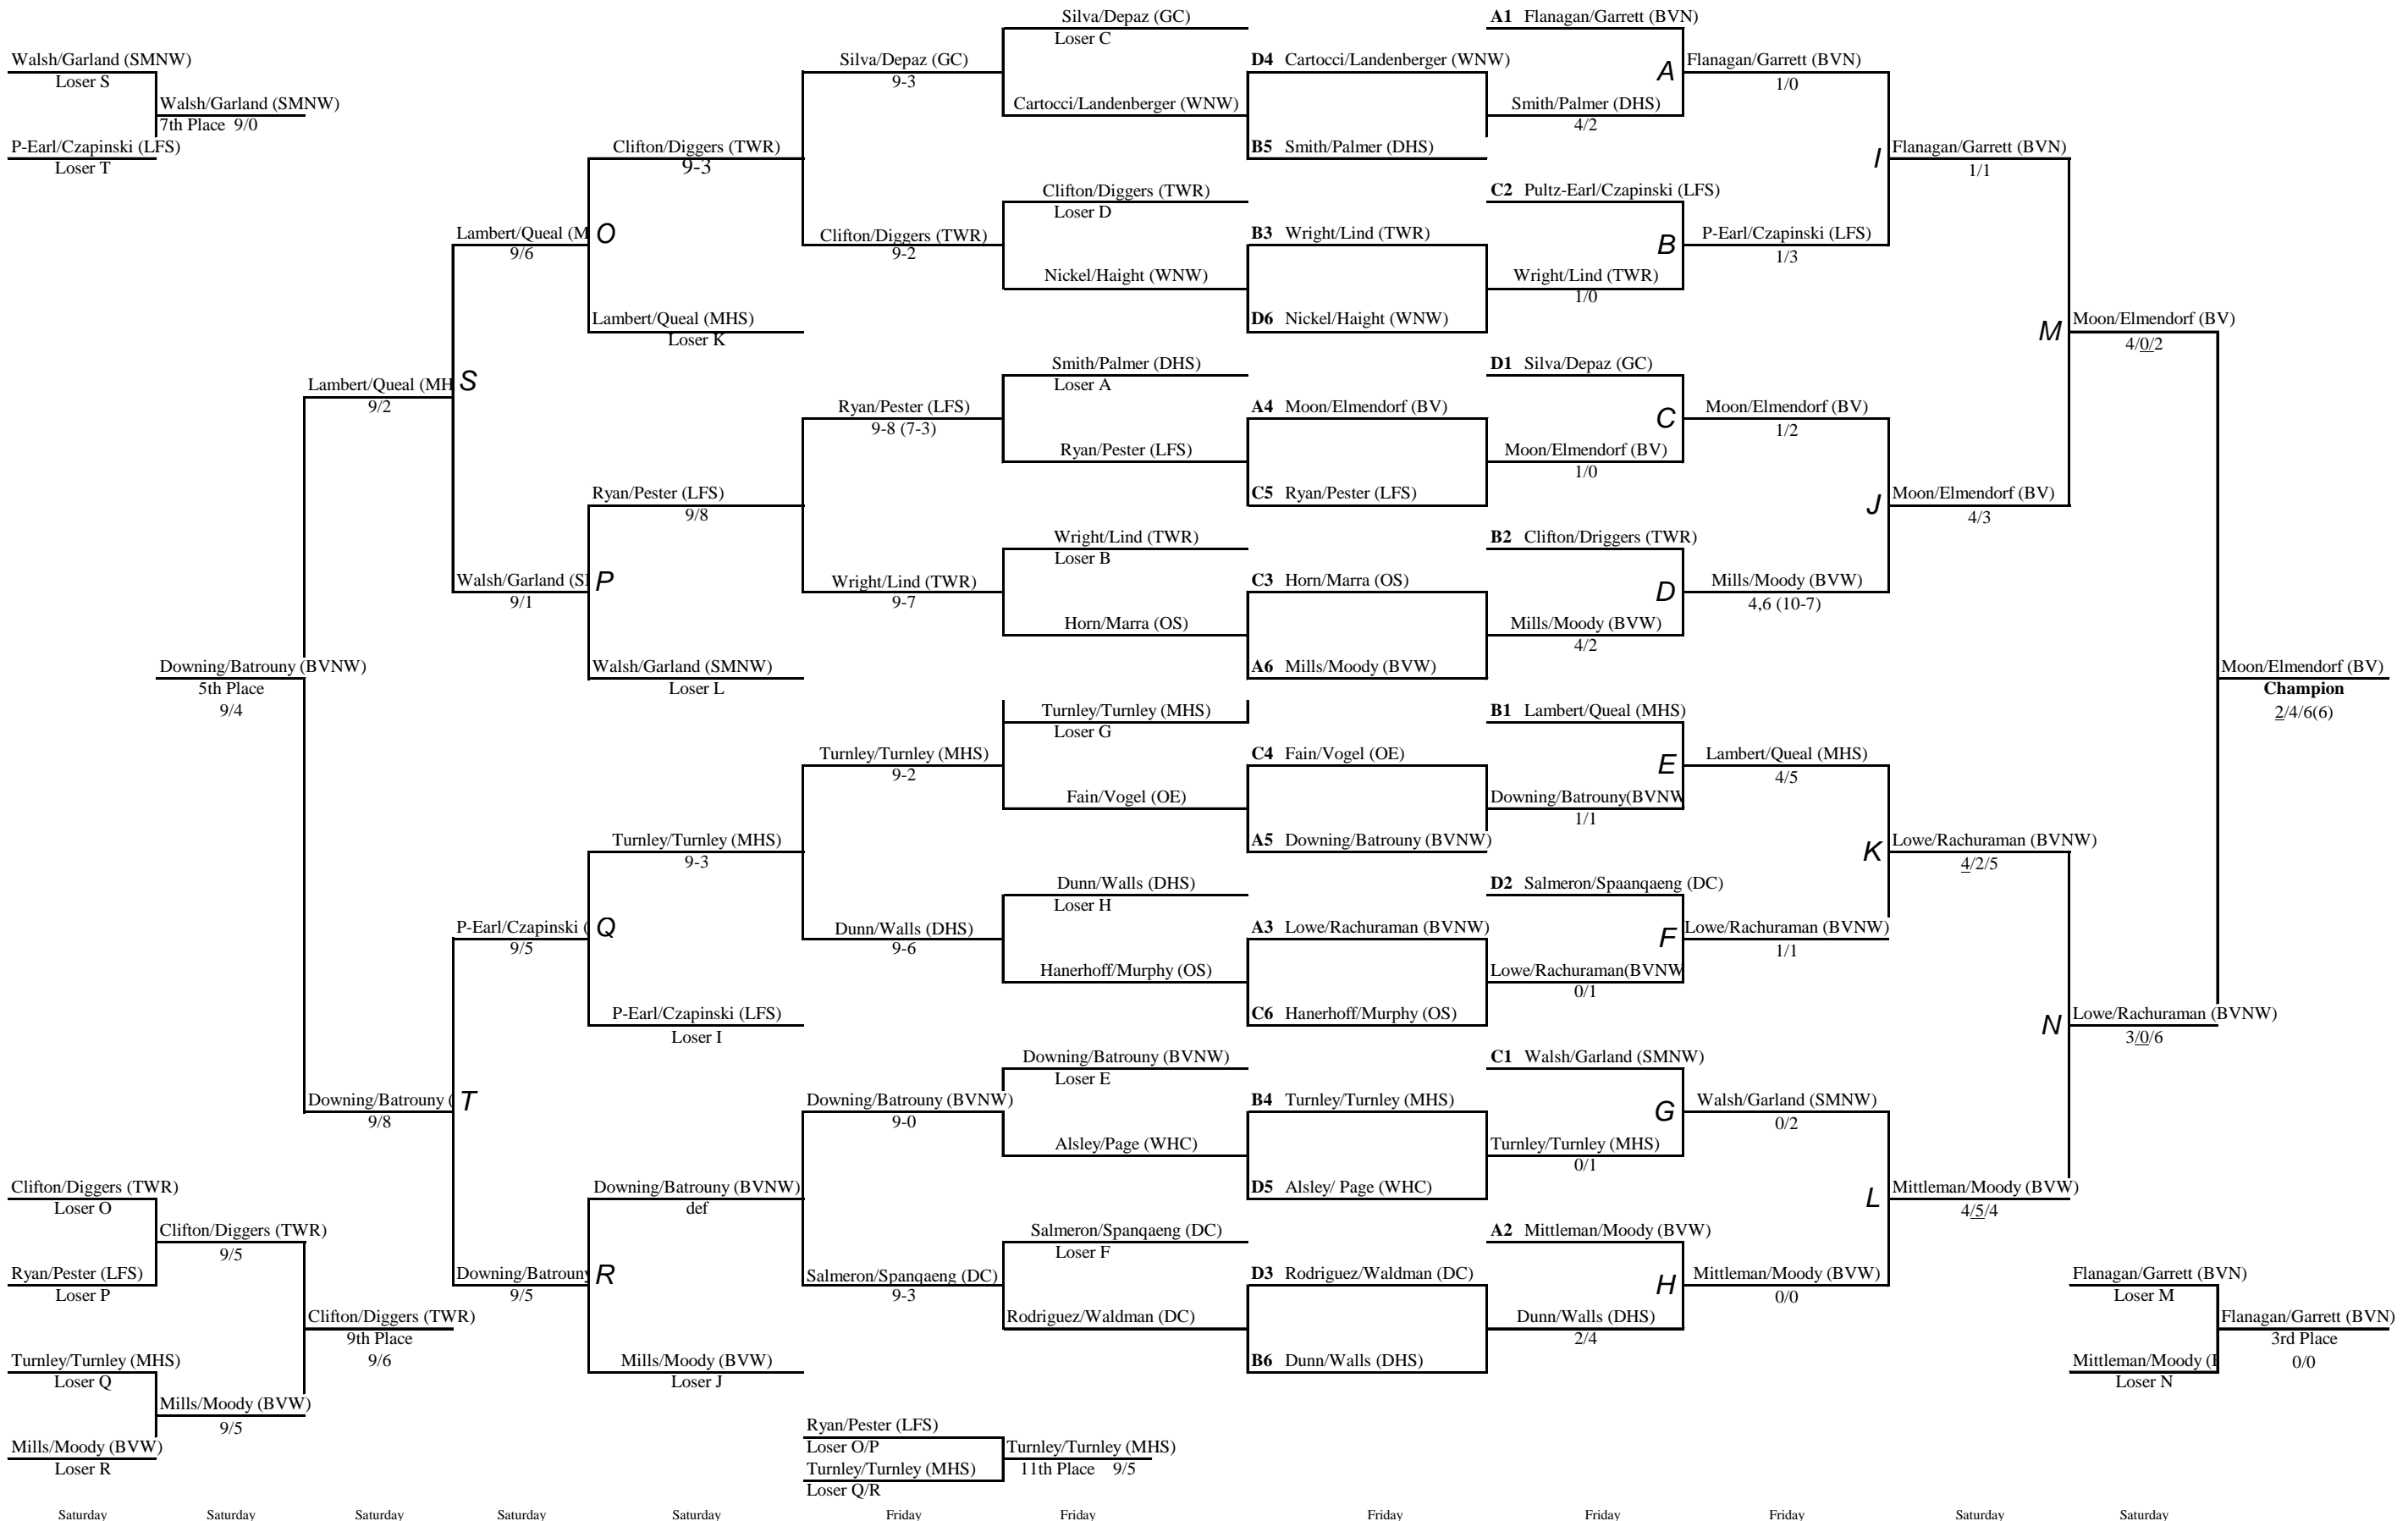 Walsh/Garland (SMNW)
Loser S
Walsh/Garland (SMNW)
7th Place 9/0
P-Earl/Czapinski (LFS)
Loser T
Downing/Batrouny (BVNW)
5th Place
9/4
Clifton/Diggers (TWR)
Loser O
Clifton/Diggers (TWR)
9/5
Ryan/Pester (LFS)
Loser P
Clifton/Diggers (TWR)
9th Place
9/6
Turnley/Turnley (MHS)
Loser Q
Mills/Moody (BVW)
9/5
Mills/Moody (BVW)
Loser R
Lambert/Queal (MH
9/2
S
Downing/Batrouny (
9/8
T
Lambert/Queal (M
9/6
O
Walsh/Garland (S
9/1
P
P-Earl/Czapinski (
9/5
Q
Downing/Batrouny
9/5
R
Clifton/Diggers (TWR)
9-3
Lambert/Queal (MHS)
Loser K
Ryan/Pester (LFS)
9/8
Walsh/Garland (SMNW)
Loser L
Turnley/Turnley (MHS)
9-3
P-Earl/Czapinski (LFS)
Loser I
Downing/Batrouny (BVNW)
def
Mills/Moody (BVW)
Loser J
Silva/Depaz (GC)
9-3
Clifton/Diggers (TWR)
9-2
Ryan/Pester (LFS)
9-8 (7-3)
Wright/Lind (TWR)
9-7
Turnley/Turnley (MHS)
9-2
Dunn/Walls (DHS)
9-6
Downing/Batrouny (BVNW)
9-0
Salmeron/Spanqaeng (DC)
9-3
Ryan/Pester (LFS)
Loser O/P
Turnley/Turnley (MHS)
Loser Q/R
Turnley/Turnley (MHS)
11th Place 9/5
Silva/Depaz (GC)
Loser C
Cartocci/Landenberger (WNW)
Clifton/Diggers (TWR)
Loser D
Nickel/Haight (WNW)
Smith/Palmer (DHS)
Loser A
Ryan/Pester (LFS)
Wright/Lind (TWR)
Loser B
Horn/Marra (OS)
Turnley/Turnley (MHS)
Loser G
Fain/Vogel (OE)
Dunn/Walls (DHS)
Loser H
Hanerhoff/Murphy (OS)
Downing/Batrouny (BVNW)
Loser E
Alsley/Page (WHC)
Salmeron/Spanqaeng (DC)
Loser F
Rodriguez/Waldman (DC)
D4 Cartocci/Landenberger (WNW)
B5 Smith/Palmer (DHS)
B3 Wright/Lind (TWR)
D6 Nickel/Haight (WNW)
A4 Moon/Elmendorf (BV)
C5 Ryan/Pester (LFS)
C3 Horn/Marra (OS)
A6 Mills/Moody (BVW)
C4 Fain/Vogel (OE)
A5 Downing/Batrouny (BVNW)
A3 Lowe/Rachuraman (BVNW)
C6 Hanerhoff/Murphy (OS)
B4 Turnley/Turnley (MHS)
D5 Alsley/ Page (WHC)
D3 Rodriguez/Waldman (DC)
B6 Dunn/Walls (DHS)
A1 Flanagan/Garrett (BVN)
A
Smith/Palmer (DHS)
4/2
C2 Pultz-Earl/Czapinski (LFS)
B
Wright/Lind (TWR)
1/0
D1 Silva/Depaz (GC)
C
Moon/Elmendorf (BV)
1/0
B2 Clifton/Driggers (TWR)
D
Mills/Moody (BVW)
4/2
B1 Lambert/Queal (MHS)
E
Downing/Batrouny(BVNW
1/1
D2 Salmeron/Spaanqaeng (DC)
F
Lowe/Rachuraman(BVNW
0/1
C1 Walsh/Garland (SMNW)
G
Turnley/Turnley (MHS)
0/1
A2 Mittleman/Moody (BVW)
H
Dunn/Walls (DHS)
2/4
Flanagan/Garrett (BVN)
1/0
I
P-Earl/Czapinski (LFS)
1/3
Moon/Elmendorf (BV)
1/2
J
Mills/Moody (BVW)
4,6 (10-7)
Lambert/Queal (MHS)
4/5
K
Lowe/Rachuraman (BVNW)
1/1
Walsh/Garland (SMNW)
0/2
L
Mittleman/Moody (BVW)
0/0
Flanagan/Garrett (BVN)
1/1
M
Moon/Elmendorf (BV)
4/3
Lowe/Rachuraman (BVNW)
4/2/5
N
Mittleman/Moody (BVW)
4/5/4
Moon/Elmendorf (BV)
4/0/2
Lowe/Rachuraman (BVNW)
3/0/6
Moon/Elmendorf (BV)
Champion
2/4/6(6)
Flanagan/Garrett (BVN)
Loser M
Mittleman/Moody (
Loser N
Flanagan/Garrett (BVN)
3rd Place
0/0
Saturday Saturday Saturday Saturday Saturday Friday Friday Friday Friday Friday Saturday Saturday